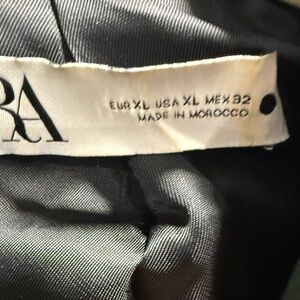 RA
EUR XL USA XL MEX 32
MADE IN MOROCCO